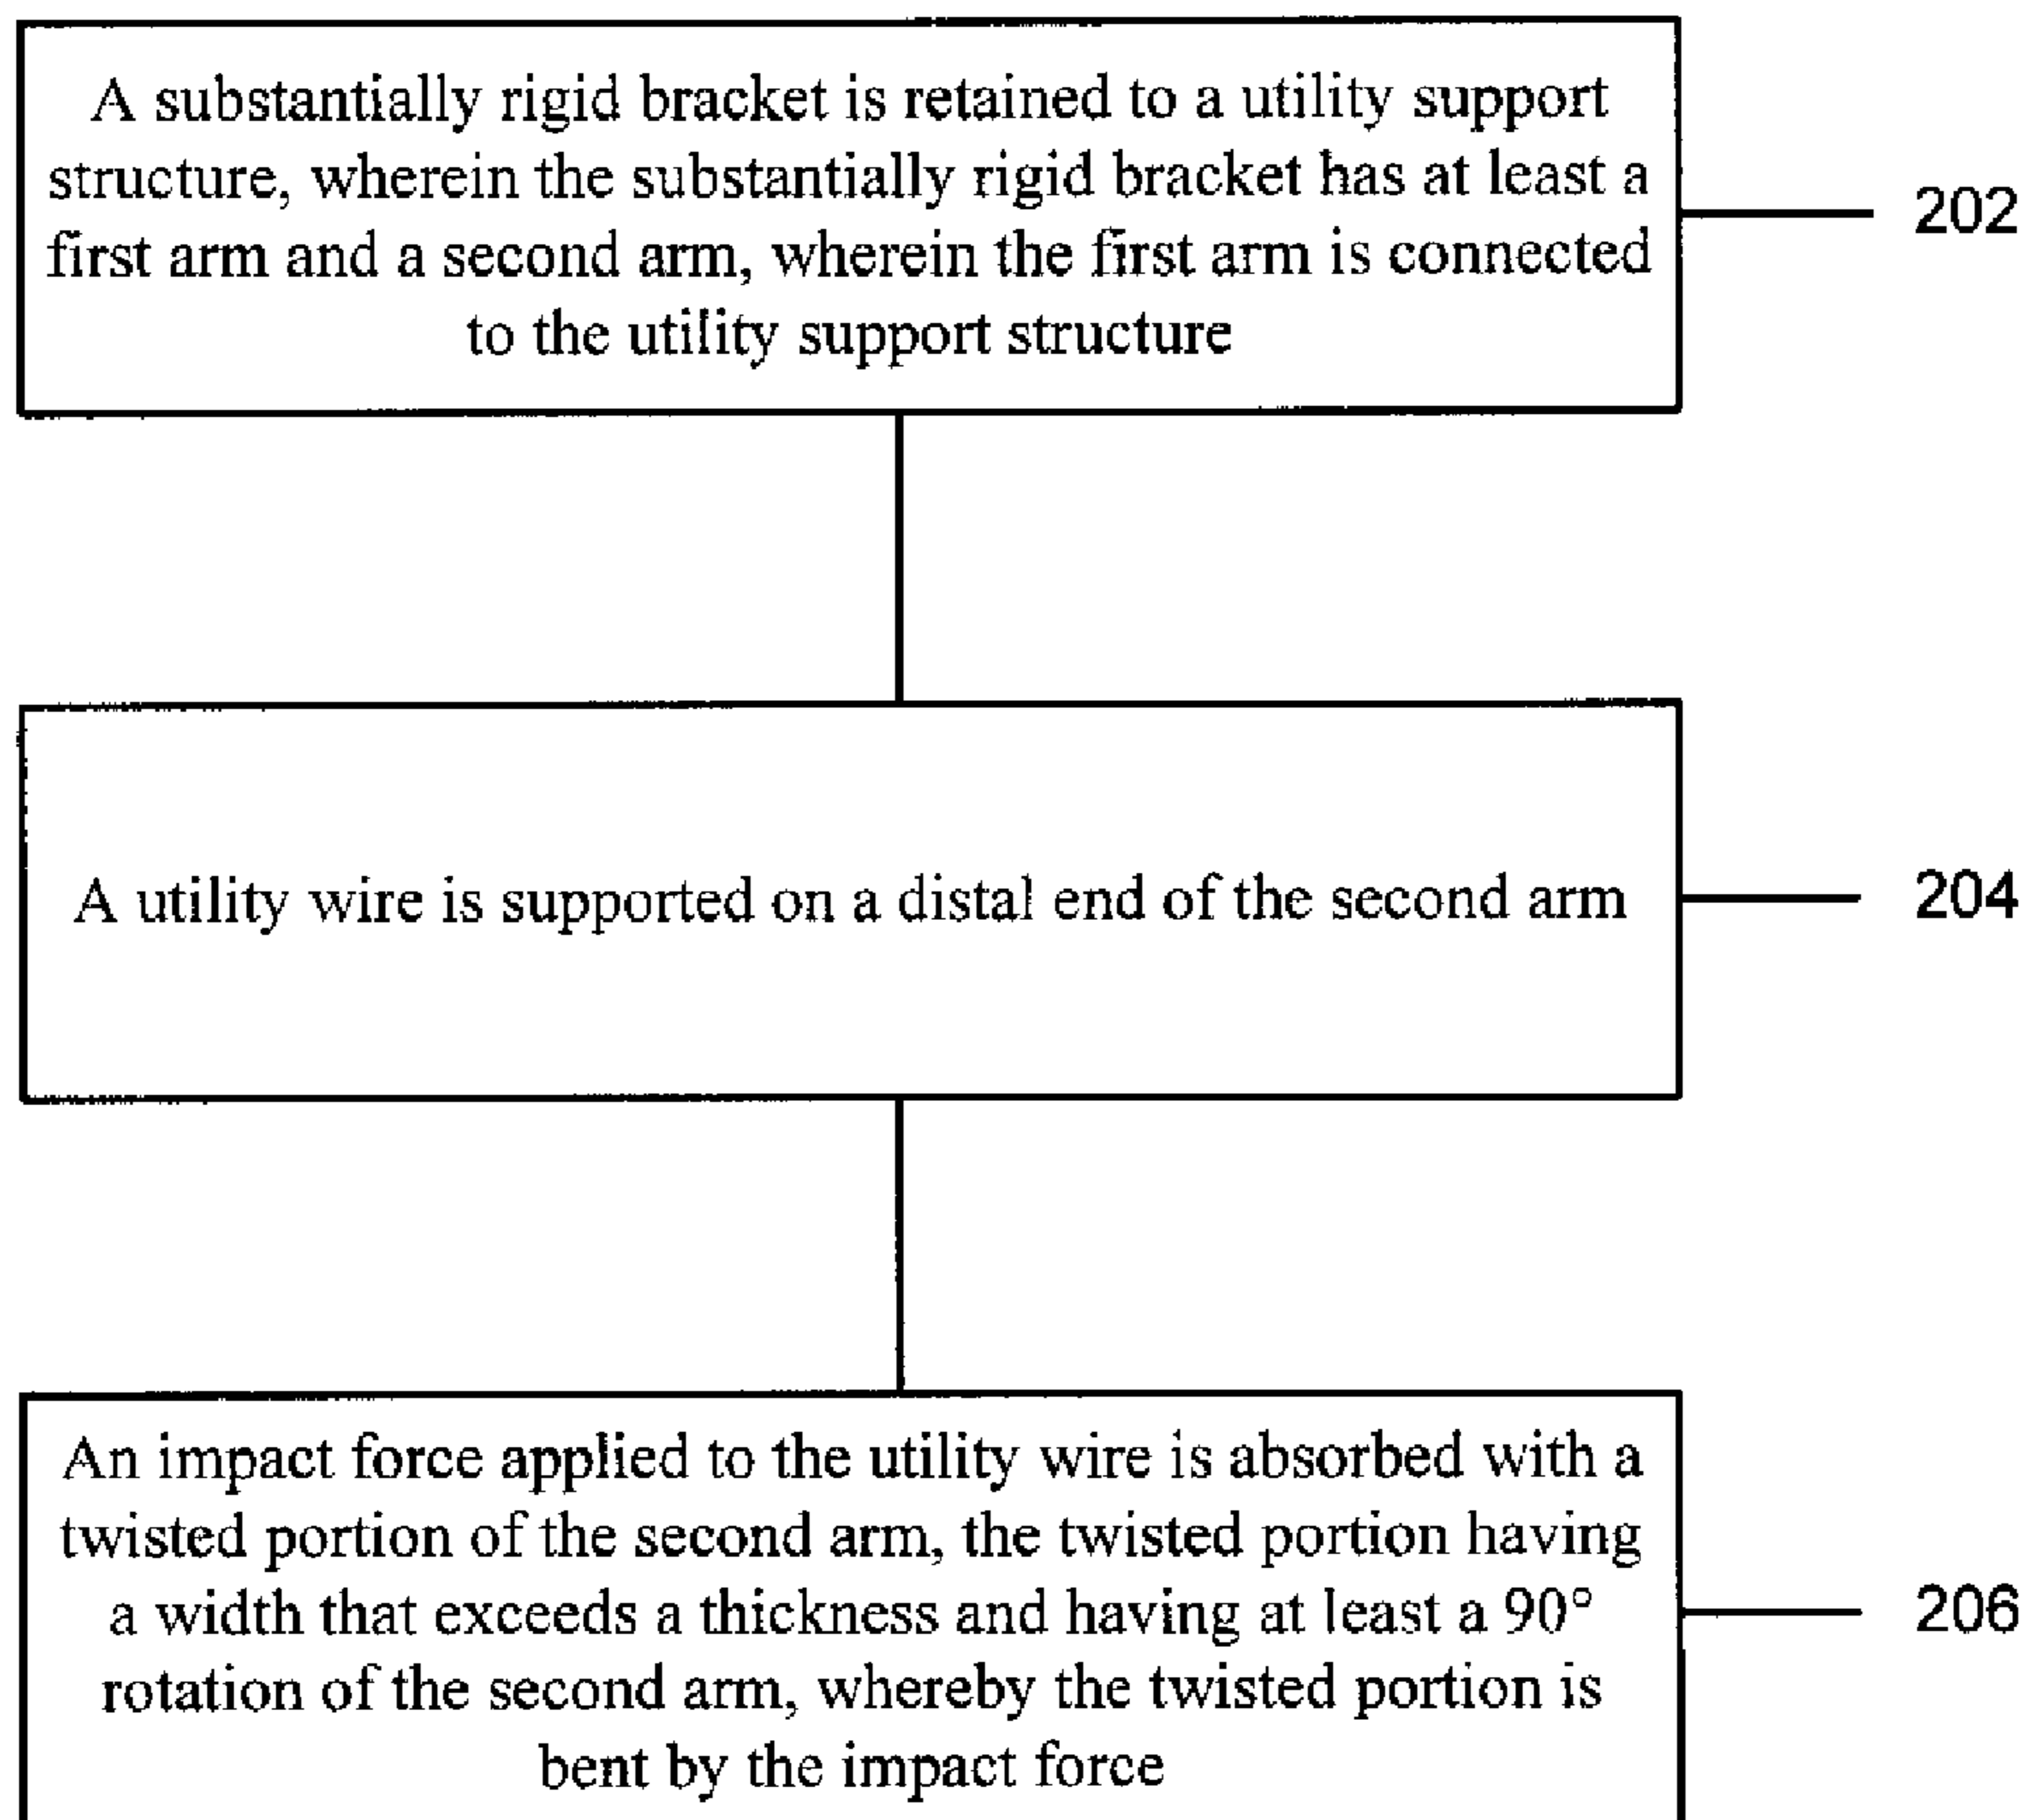 A substantially rigid bracket is retained to a utility support
structure, wherein the substantially rigid bracket has at least a
first arm and a second arm, wherein the first arm is connected
to the utility support structure
202
A utility wire is supported on a distal end of the second arm
204
An impact force applied to the utility wire is absorbed with a
twisted portion of the second arm, the twisted portion having
a width that exceeds a thickness and having at least a 90°
rotation of the second arm, whereby the twisted portion is
bent by the impact force
206